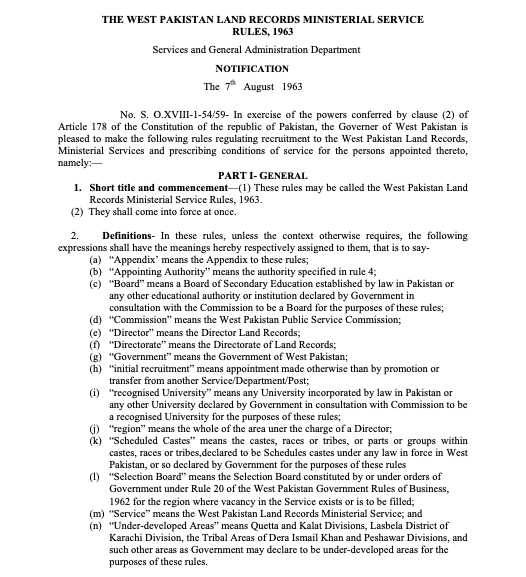 THE WEST PAKISTAN LAND RECORDS MINISTERIAL SERVICE
RULES, 1963
Services and General Administration Department
NOTIFICATION
The 7th August 1963
No. S. O.XVIII-1-54/59- In exercise of the powers conferred by clause (2) of
Article 178 of the Constitution of the republic of Pakistan, the Governer of West Pakistan is
pleased to make the following rules regulating recruitment to the West Pakistan Land Records,
Ministerial Services and prescribing conditions of service for the persons appointed thereto,
namely:—
PART I- GENERAL
1. Short title and commencement—(1) These rules may be called the West Pakistan Land
Records Ministerial Service Rules, 1963.
(2) They shall come into force at once.
2. Definitions- In these rules, unless the context otherwise requires, the following
expressions shall have the meanings hereby respectively assigned to them, that is to say-
(a) “Appendix’ means the Appendix to these rules;
(b) “Appointing Authority” means the authority specified in rule 4;
(c) “Board” means a Board of Secondary Education established by law in Pakistan or
any other educational authority or institution declared by Government in
consultation with the Commission to be a Board for the purposes of these rules;
(d) “Commission” means the West Pakistan Public Service Commission;
(e) “Director” means the Director Land Records;
(f) “Directorate” means the Directorate of Land Records;
(g) “Government” means the Government of West Pakistan;
(h) “initial recruitment” means appointment made otherwise than by promotion or
transfer from another Service/Department/Post;
(i) “recognised University” means any University incorporated by law in Pakistan or
any other University declared by Government in consultation with Commission to be
a recognised University for the purposes of these rules;
(j) “region” means the whole of the area uner the charge of a Director;
(k) “Scheduled Castes” means the castes, races or tribes, or parts or groups within
castes, races or tribes,declared to be Schedules castes under any law in force in West
Pakistan, or so declared by Government for the purposes of these rules
(l) “Selection Board” means the Selection Board constituted by or under orders of
Government under Rule 20 of the West Pakistan Government Rules of Business,
1962 for the region where vacancy in the Service exists or is to be filled;
(m) “Service” means the West Pakistan Land Records Ministerial Service; and
(n) “Under-developed Areas” means Quetta and Kalat Divisions, Lasbela District of
Karachi Division, the Tribal Areas of Dera Ismail Khan and Peshawar Divisions, and
such other areas as Government may declare to be under-developed areas for the
purposes of these rules.